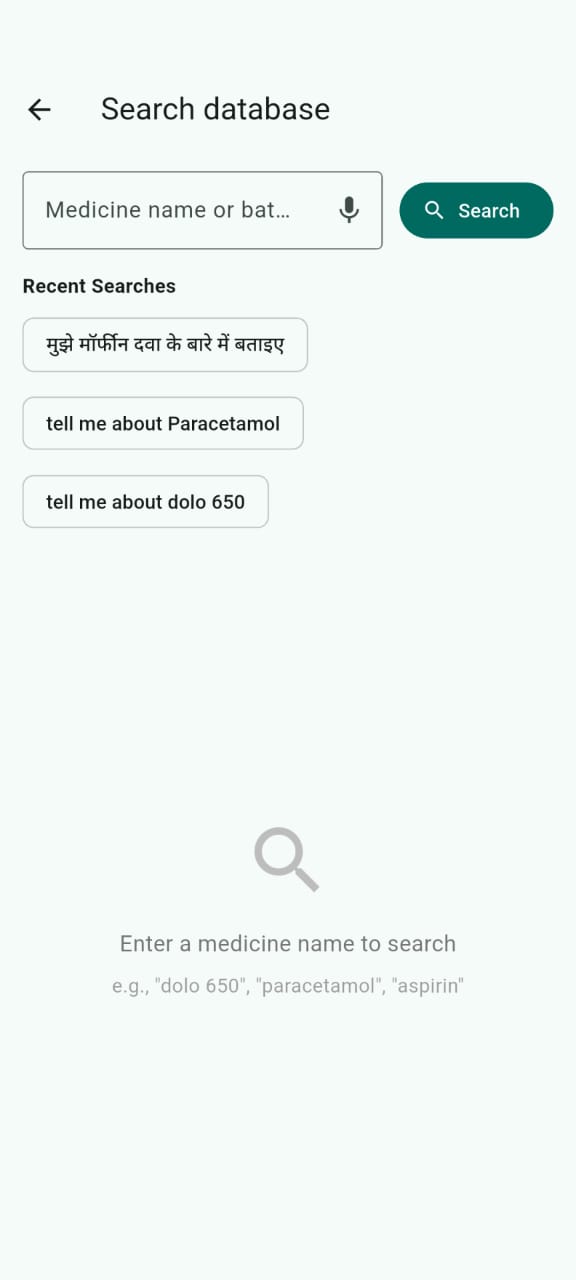 Search database
Medicine name or bat...
Search
Recent Searches
मुझे मॉर्फीन दवा के बारे में बताइए
tell me about Paracetamol
tell me about dolo 650
Enter a medicine name to search
e.g., "dolo 650", "paracetamol", "aspirin"